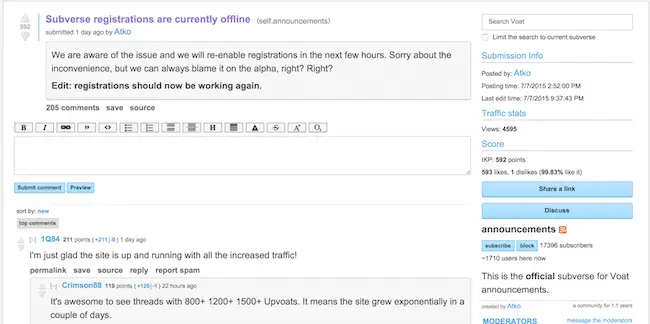 Subverse registrations are currently offline (self.announcements)
592
submitted 1 day ago by Atko
We are aware of the issue and we will re-enable registrations in the next few hours. Sorry about the
inconvenience, but we can always blame it on the alpha, right? Right?
Edit: registrations should now be working again.
205 comments save source
B I ” <> H S A+ Os
Submit comment Preview
sort by: new
top comments
[-] 1Q84 211 points (+211|-0) 1 day ago
I'm just glad the site is up and running with all the increased traffic!
permalink save source reply report spam
[-] Crimson88 119 points (+120|-1) 22 hours ago
It's awesome to see threads with 800+ 1200+ 1500+ Upvoats. It means the site grew exponentially in a
couple of days.
Search Voat
Limit the search to current subverse
Submission Info
Posted by: Atko
Posting time: 7/7/2015 2:52:00 PM
Last edit time: 7/7/2015 9:37:43 PM
Traffic stats
Views: 4595
Score
IKP: 592 points
593 likes, 1 dislikes (99.83% like it)
Share a link
Discuss
announcements
subscribe block 17396 subscribers
~1710 users here now
This is the official subverse for Voat
announcements.
created by Atko a community for 1.1 years
MODERATORS message the moderators